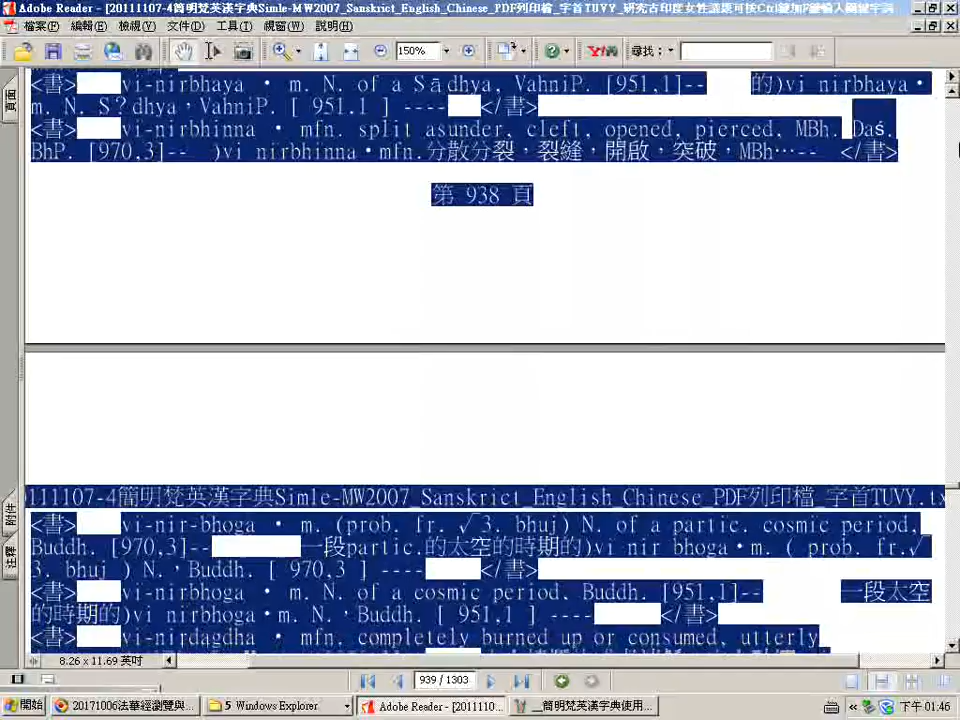 Adobe Reader - [20111107-4簡明梵英漢字典Simle-MW2007_Sanskrict_English_Chinese_PDF列印檔_字首TUVY_研究古印度女性議題可按Ctrl鍵加F鍵輸入關鍵字詞
檔案(F) 編輯(E) 檢視(V) 文件(D) 工具(T) 視窗(W) 說明(H)
150% 尋找:
頁面
<書> vi-nirbhaya • m. N. of a Sādhya, VahniP. [951,1]-- 的)vi nirbhaya•
m. N. S?dhya,VahniP. [ 951.1 ] ---- </書>
<書> vi-nirbhinna • mfn. split asunder, cleft, opened, pierced, MBh. Daś.
BhP. [970,3]-- )vi nirbhinna•mfn.分散分裂,裂縫,開啟,突破,MBh…-- </書>
第 938 頁
附件
注釋
111107-4簡明梵英漢字典Simle-MW2007_Sanskrict_English_Chinese_PDF列印檔_字首TUVY.tx
<書> vi-nir-bhoga • m. (prob. fr. √3. bhuj) N. of a partic. cosmic period,
Buddh. [970,3]-- 一段partic.的太空的時期的)vi nir bhoga•m. ( prob. fr.√
3. bhuj ) N.,Buddh. [ 970,3 ] ---- </書>
<書> vi-nirbhoga • m. N. of a cosmic period, Buddh. [951,1]-- 一段太空
的時期的)vi nirbhoga•m. N.,Buddh. [ 951,1 ] ---- </書>
<書> vi-nirdagdha • mfn. completely burned up or consumed, utterly
8.26 x 11.69 英吋
939 / 1303
開始 20171006法華經瀏覽與... 5 Windows Explorer Adobe Reader - [2011110... __簡明梵英漢字典使用... 下午 01:46